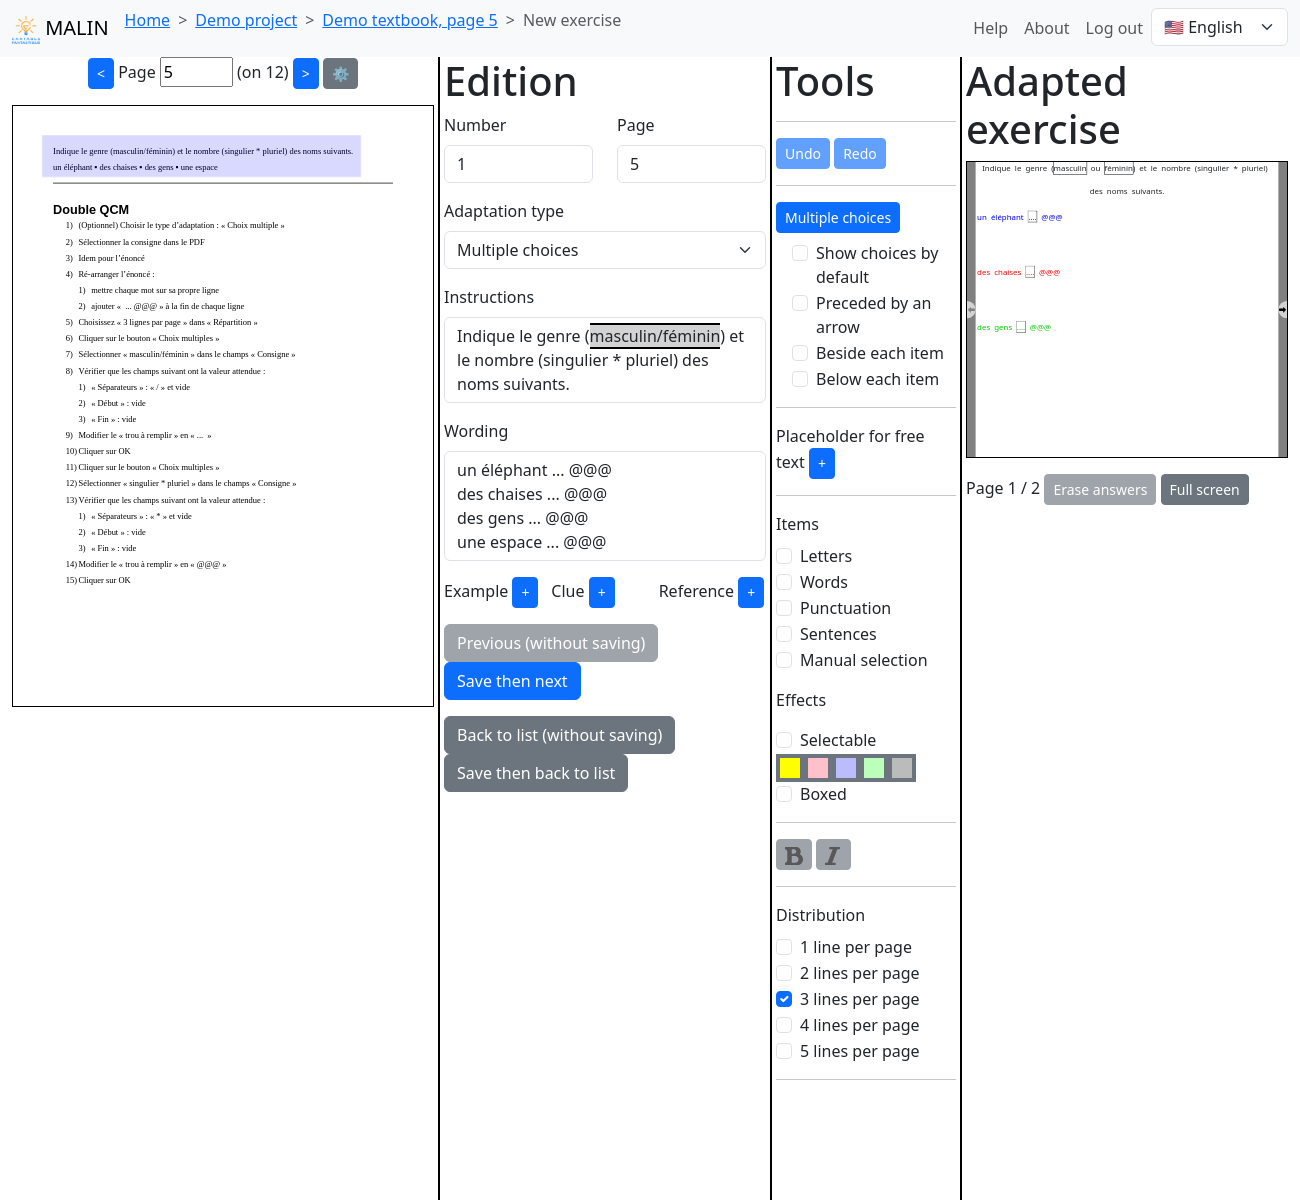 MALIN
Home > Demo project > Demo textbook, page 5 > New exercise
Help About Log out 🇺🇸 English
< Page 5 (on 12) > ⚙️
Indique le genre (masculin/féminin) et le nombre (singulier * pluriel) des noms suivants.
un éléphant • des chaises • des gens • une espace
Double QCM
1) (Optionnel) Choisir le type d’adaptation : « Choix multiple »
2) Sélectionner la consigne dans le PDF
3) Idem pour l’énoncé
4) Ré-arranger l’énoncé :
1) mettre chaque mot sur sa propre ligne
2) ajouter « ... @@@ » à la fin de chaque ligne
5) Choisissez « 3 lignes par page » dans « Répartition »
6) Cliquer sur le bouton « Choix multiples »
7) Sélectionner « masculin/féminin » dans le champs « Consigne »
8) Vérifier que les champs suivant ont la valeur attendue :
1) « Séparateurs » : « / » et vide
2) « Début » : vide
3) « Fin » : vide
9) Modifier le « trou à remplir » en « ... »
10) Cliquer sur OK
11) Cliquer sur le bouton « Choix multiples »
12) Sélectionner « singulier * pluriel » dans le champs « Consigne »
13) Vérifier que les champs suivant ont la valeur attendue :
1) « Séparateurs » : « * » et vide
2) « Début » : vide
3) « Fin » : vide
14) Modifier le « trou à remplir » en « @@@ »
15) Cliquer sur OK
Edition
Number Page
1 5
Adaptation type
Multiple choices
Instructions
Indique le genre (masculin/féminin) et
le nombre (singulier * pluriel) des
noms suivants.
Wording
un éléphant ... @@@
des chaises ... @@@
des gens ... @@@
une espace ... @@@
Example + Clue + Reference +
Previous (without saving)
Save then next
Back to list (without saving)
Save then back to list
Tools
Undo Redo
Multiple choices
Show choices by
default
Preceded by an
arrow
Beside each item
Below each item
Placeholder for free
text +
Items
Letters
Words
Punctuation
Sentences
Manual selection
Effects
Selectable
Boxed
B I
Distribution
1 line per page
2 lines per page
3 lines per page
4 lines per page
5 lines per page
Adapted
exercise
Indique le genre (masculin ou féminin) et le nombre (singulier * pluriel)
des noms suivants.
un éléphant .... @@@
des chaises .... @@@
des gens .... @@@
Page 1 / 2 Erase answers Full screen